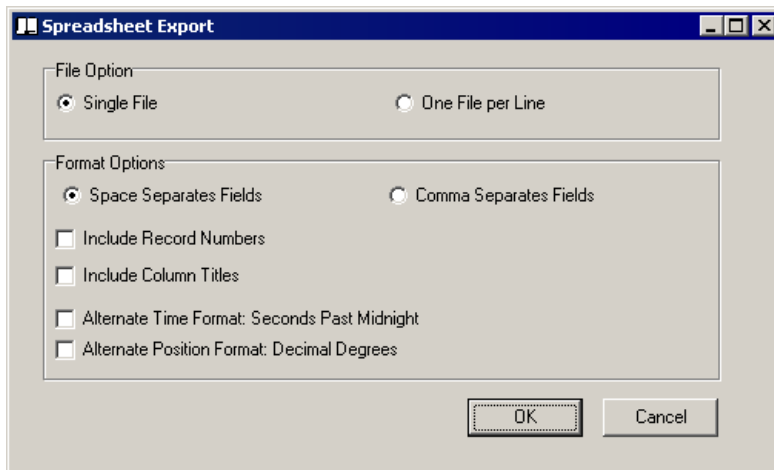 Spreadsheet Export
File Option
Single File One File per Line
Format Options
Space Separates Fields Comma Separates Fields
Include Record Numbers
Include Column Titles
Alternate Time Format: Seconds Past Midnight
Alternate Position Format: Decimal Degrees
OK Cancel